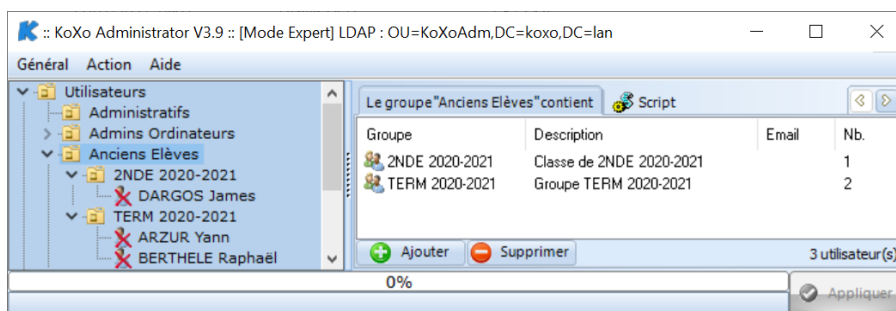 :: KoXo Administrator V3.9 :: [Mode Expert] LDAP : OU=KoXoAdm,DC=koxo,DC=lan
Général Action Aide
Utilisateurs
Administratifs
Admins Ordinateurs
Anciens Elèves
2NDE 2020-2021
DARGOS James
TERM 2020-2021
ARZUR Yann
BERTHELE Raphaël
Le groupe "Anciens Elèves" contient Script
Groupe Description Email Nb.
2NDE 2020-2021 Classe de 2NDE 2020-2021 1
TERM 2020-2021 Groupe TERM 2020-2021 2
Ajouter Supprimer 3 utilisateur(s)
0%
Appliquer